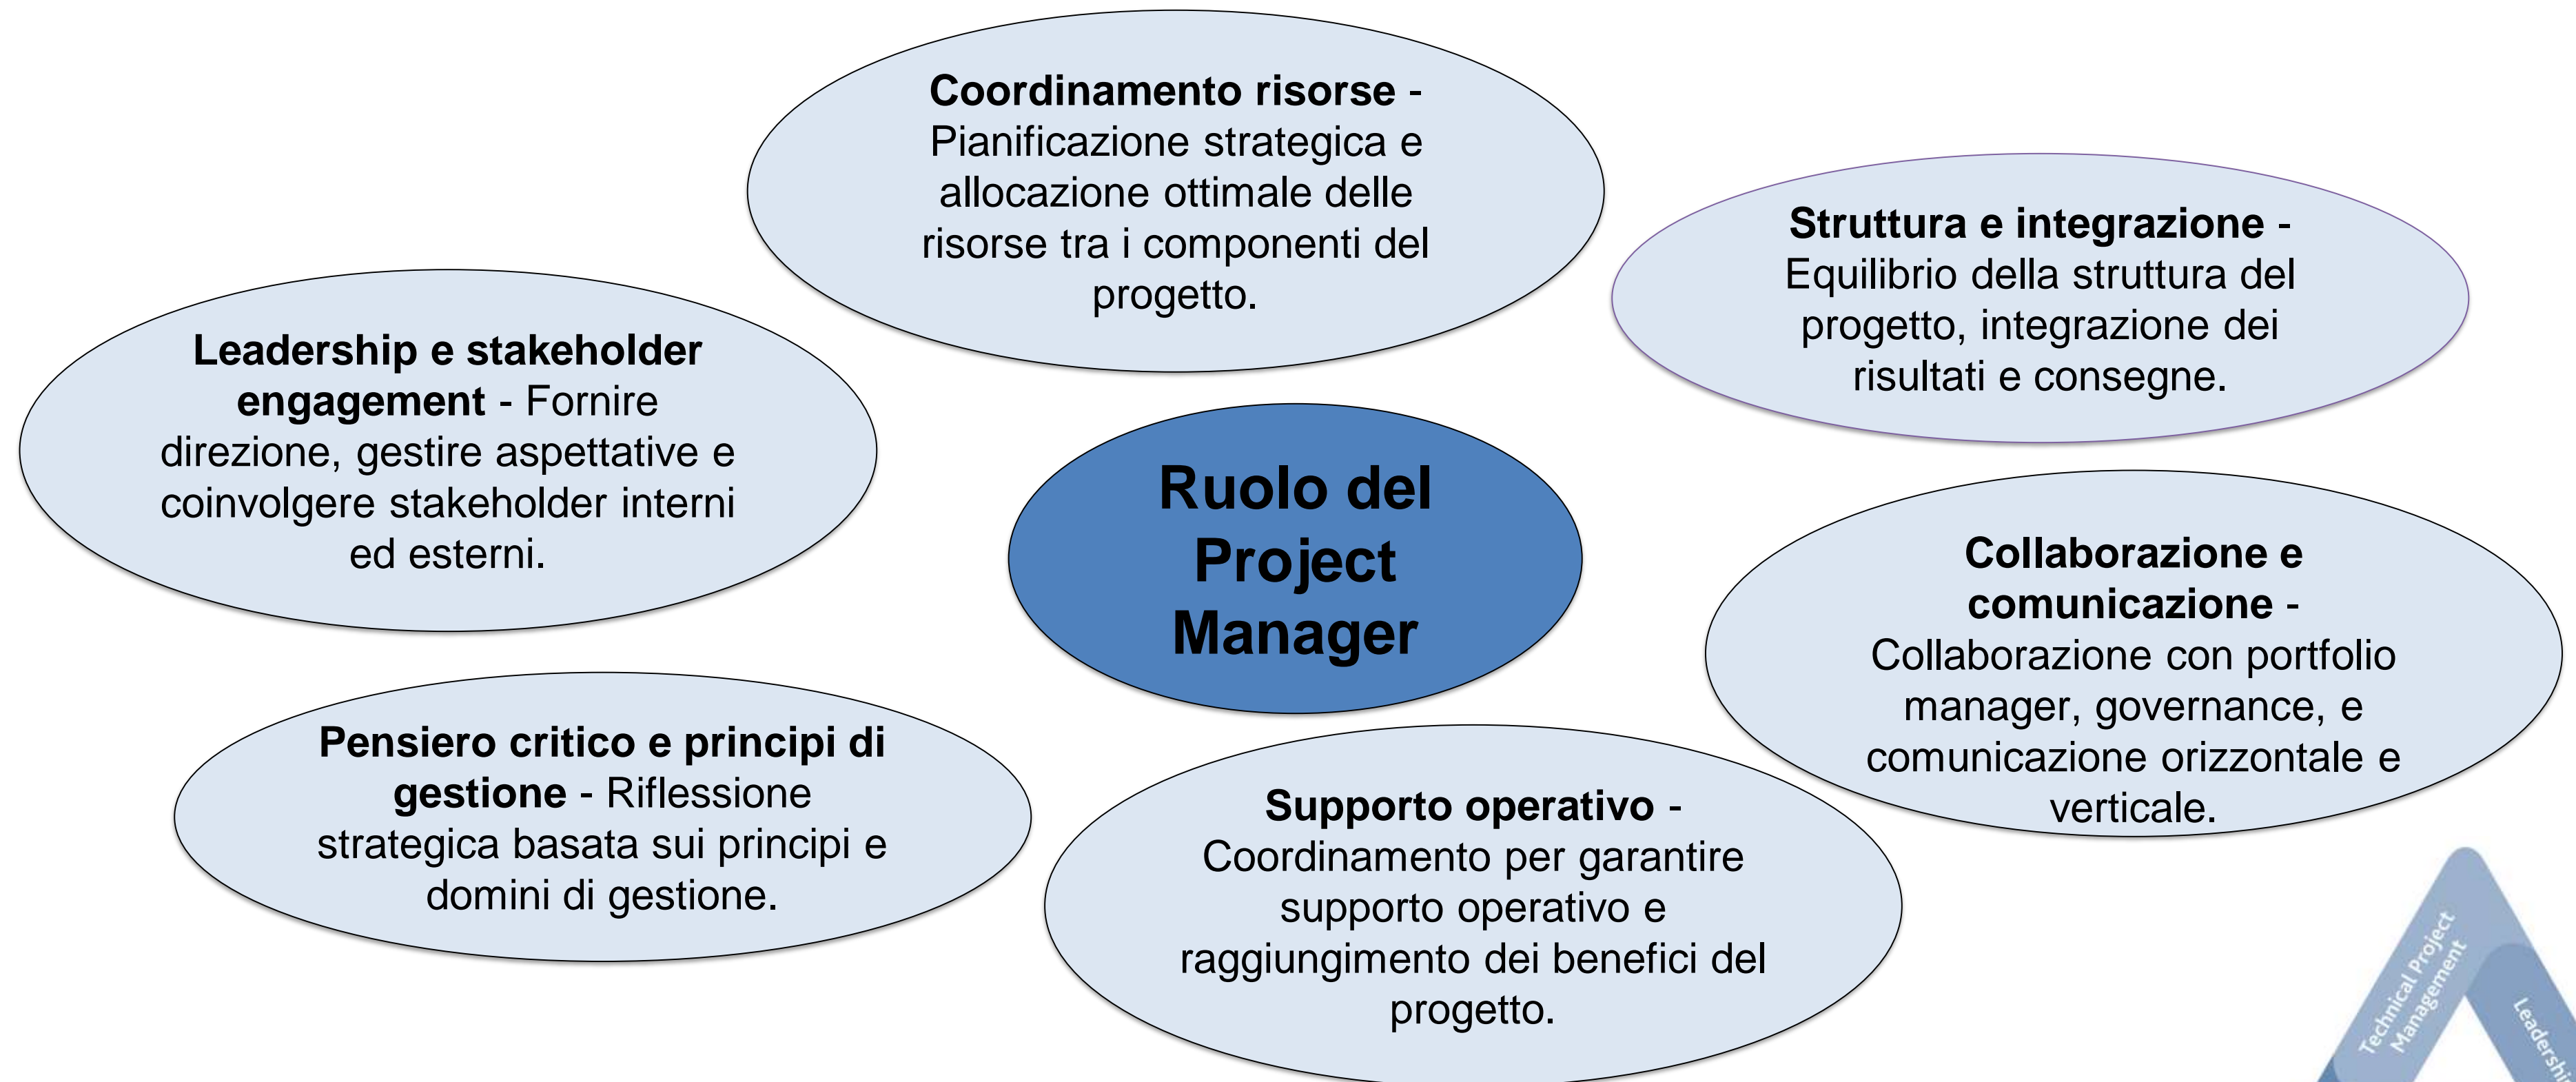 Coordinamento risorse -
Pianificazione strategica e
allocazione ottimale delle
risorse tra i componenti del
progetto.
Struttura e integrazione -
Equilibrio della struttura del
progetto, integrazione dei
risultati e consegne.
Leadership e stakeholder
engagement - Fornire
direzione, gestire aspettative e
coinvolgere stakeholder interni
ed esterni.
Ruolo del
Project
Manager
Collaborazione e
comunicazione -
Collaborazione con portfolio
manager, governance, e
comunicazione orizzontale e
verticale.
Pensiero critico e principi di
gestione - Riflessione
strategica basata sui principi e
domini di gestione.
Supporto operativo -
Coordinamento per garantire
supporto operativo e
raggiungimento dei benefici del
progetto.
Technical Project
Management
Leadershi